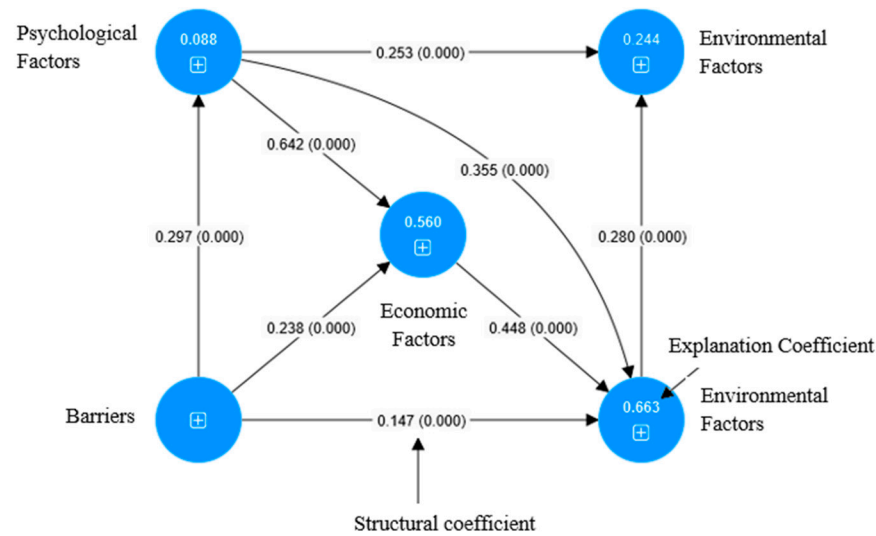 Psychological
Factors
0.088
0.253 (0.000)
0.244
Environmental
Factors
0.642 (0.000)
0.355 (0.000)
0.297 (0.000)
0.560
0.280 (0.000)
Economic
Factors
0.238 (0.000)
0.448 (0.000)
Explanation Coefficient
Barriers
0.147 (0.000)
0.663
Environmental
Factors
Structural coefficient